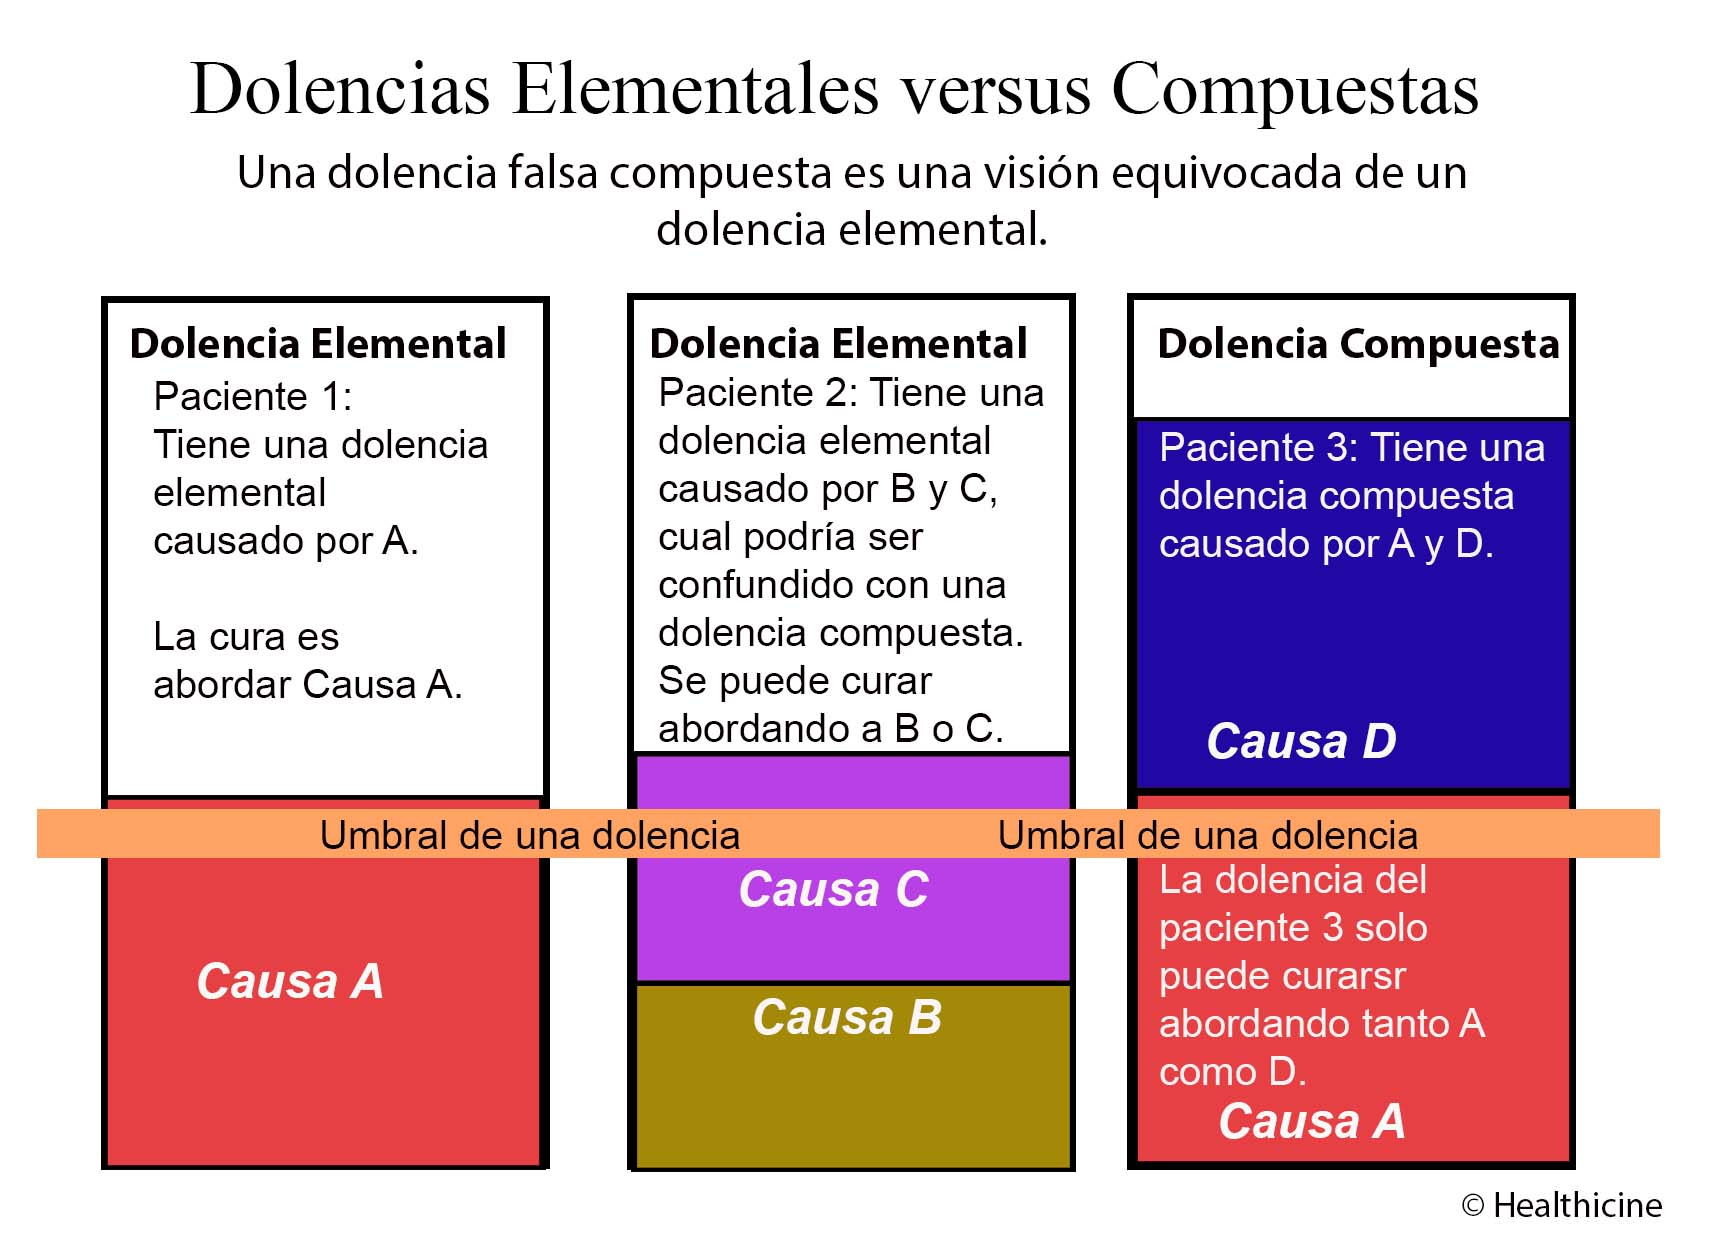 Dolencias Elementales versus Compuestas
Una dolencia falsa compuesta es una visión equivocada de un
dolencia elemental.
Dolencia Elemental
Paciente 1:
Tiene una dolencia
elemental
causado por A.
La cura es
abordar Causa A.
Causa A
Dolencia Elemental
Paciente 2: Tiene una
dolencia elemental
causado por B y C,
cual podría ser
confundido con una
dolencia compuesta.
Se puede curar
abordando a B o C.
Causa C
Causa B
Dolencia Compuesta
Paciente 3: Tiene una
dolencia compuesta
causado por A y D.
Causa D
Umbral de una dolencia
Umbral de una dolencia
La dolencia del
paciente 3 solo
puede curarsr
abordando tanto A
como D.
Causa A
© Healthicine